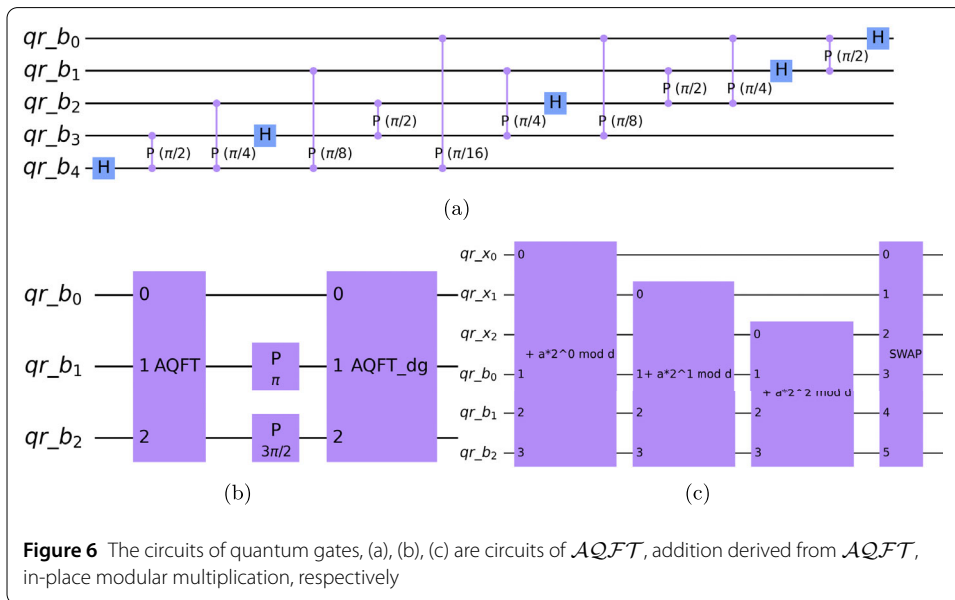 qr_b0 H
P (π/2)
qr_b1 H
P (π/2) P (π/4)
qr_b2 H
P (π/2) P (π/4) P (π/8)
qr_b3 H
P (π/2) P (π/4) P (π/8) P (π/16)
qr_b4 H
(a)
qr_b0 0 0
qr_b1 1 AQFT P π 1 AQFT_dg
qr_b2 2 P 3π/2 2
(b)
qr_x0 0 0
qr_x1 0 1
qr_x2 0 2
+ a*2^0 mod d SWAP
qr_b0 1 1 + a*2^1 mod d 1 3
+ a*2^2 mod d
qr_b1 2 2 2 4
qr_b2 3 3 3 5
(c)
Figure 6 The circuits of quantum gates, (a), (b), (c) are circuits of 𝒜𝒬ℱ𝒯, addition derived from 𝒜𝒬ℱ𝒯,
in-place modular multiplication, respectively